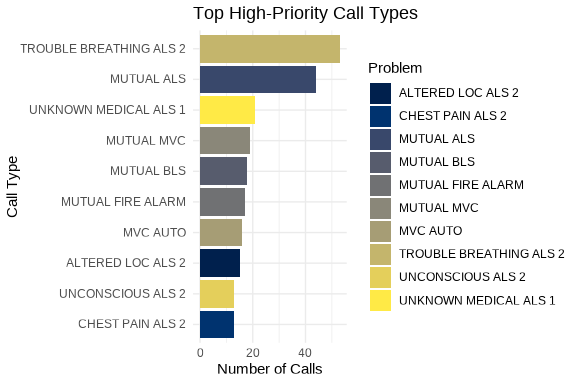 Top High-Priority Call Types
Call Type
TROUBLE BREATHING ALS 2
MUTUAL ALS
UNKNOWN MEDICAL ALS 1
MUTUAL MVC
MUTUAL BLS
MUTUAL FIRE ALARM
MVC AUTO
ALTERED LOC ALS 2
UNCONSCIOUS ALS 2
CHEST PAIN ALS 2
0 20 40
Number of Calls
Problem
ALTERED LOC ALS 2
CHEST PAIN ALS 2
MUTUAL ALS
MUTUAL BLS
MUTUAL FIRE ALARM
MUTUAL MVC
MVC AUTO
TROUBLE BREATHING ALS 2
UNCONSCIOUS ALS 2
UNKNOWN MEDICAL ALS 1